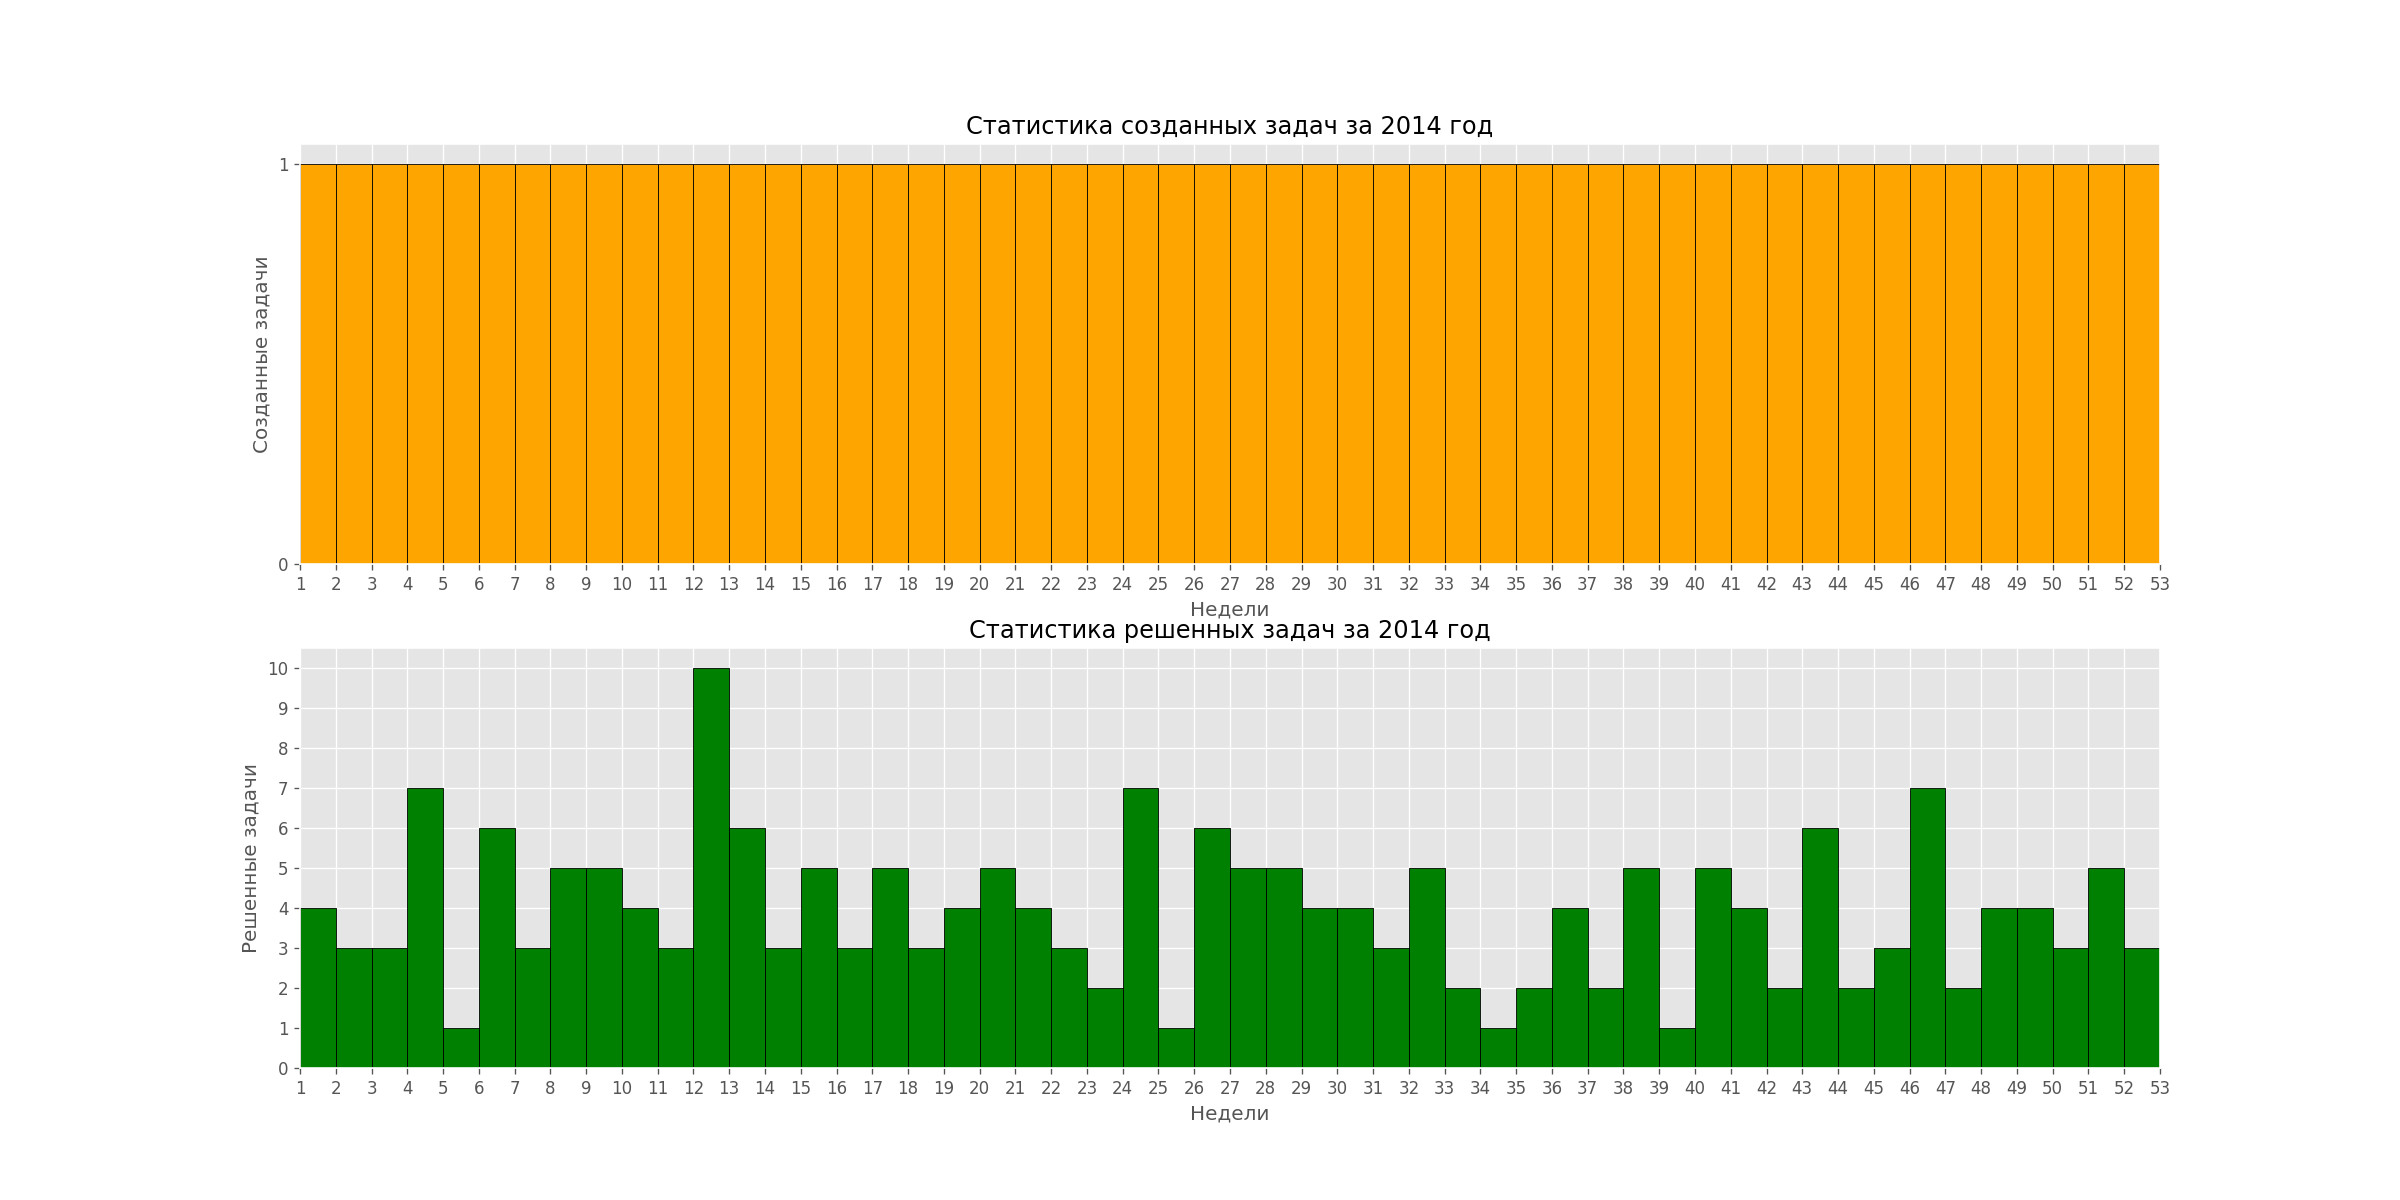 Статистика созданных задач за 2014 год
Созданные задачи
1
0
1 2 3 4 5 6 7 8 9 10 11 12 13 14 15 16 17 18 19 20 21 22 23 24 25 26 27 28 29 30 31 32 33 34 35 36 37 38 39 40 41 42 43 44 45 46 47 48 49 50 51 52 53
Недели
Статистика решенных задач за 2014 год
Решенные задачи
10
9
8
7
6
5
4
3
2
1
0
1 2 3 4 5 6 7 8 9 10 11 12 13 14 15 16 17 18 19 20 21 22 23 24 25 26 27 28 29 30 31 32 33 34 35 36 37 38 39 40 41 42 43 44 45 46 47 48 49 50 51 52 53
Недели